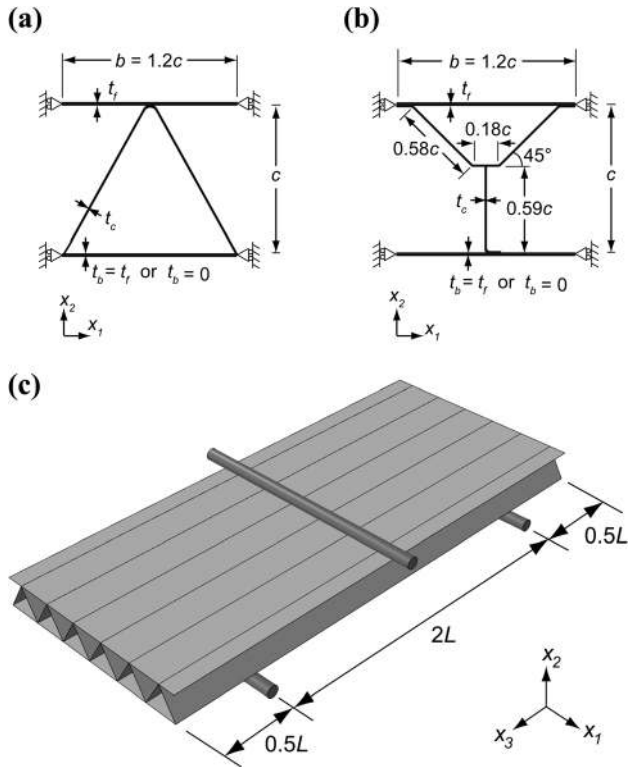 (a)
b = 1.2c
t_f
c
t_c
t_b = t_f or t_b = 0
x_2
x_1
(b)
b = 1.2c
t_f
0.18c
0.58c
45°
c
t_c
0.59c
t_b = t_f or t_b = 0
x_2
x_1
(c)
0.5L
2L
0.5L
x_2
x_3
x_1